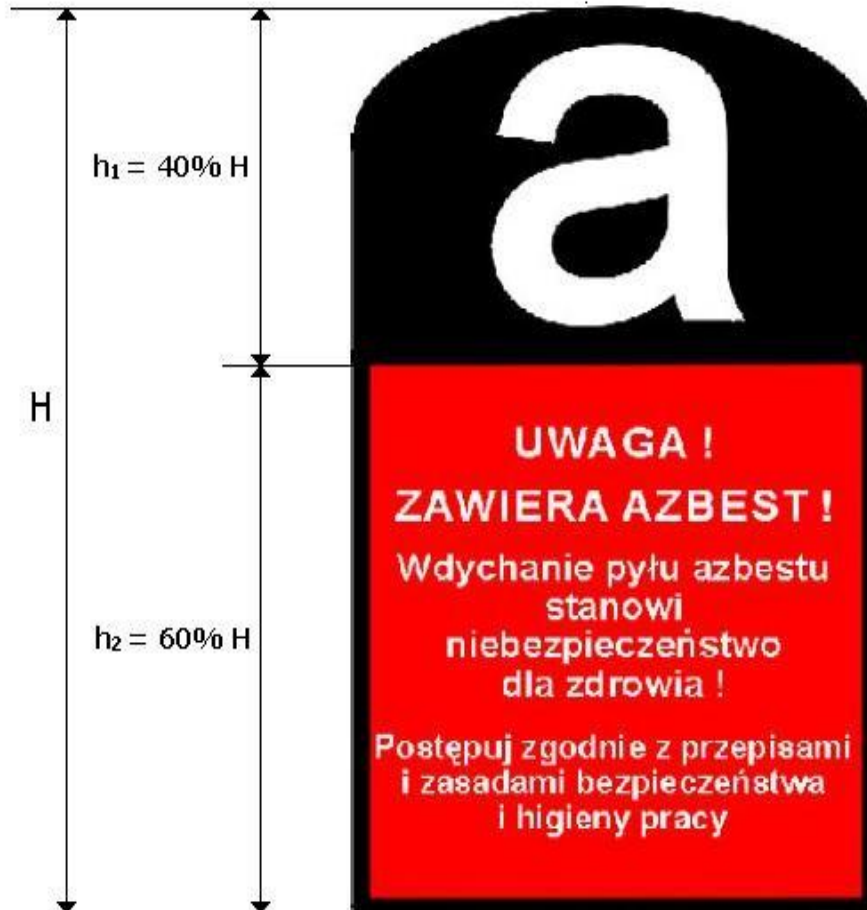 h₁ = 40% H
a
H
UWAGA !
ZAWIERA AZBEST !
Wdychanie pyłu azbestu
stanowi
niebezpieczeństwo
dla zdrowia !
h₂ = 60% H
Postępuj zgodnie z przepisami
i zasadami bezpieczeństwa
i higieny pracy